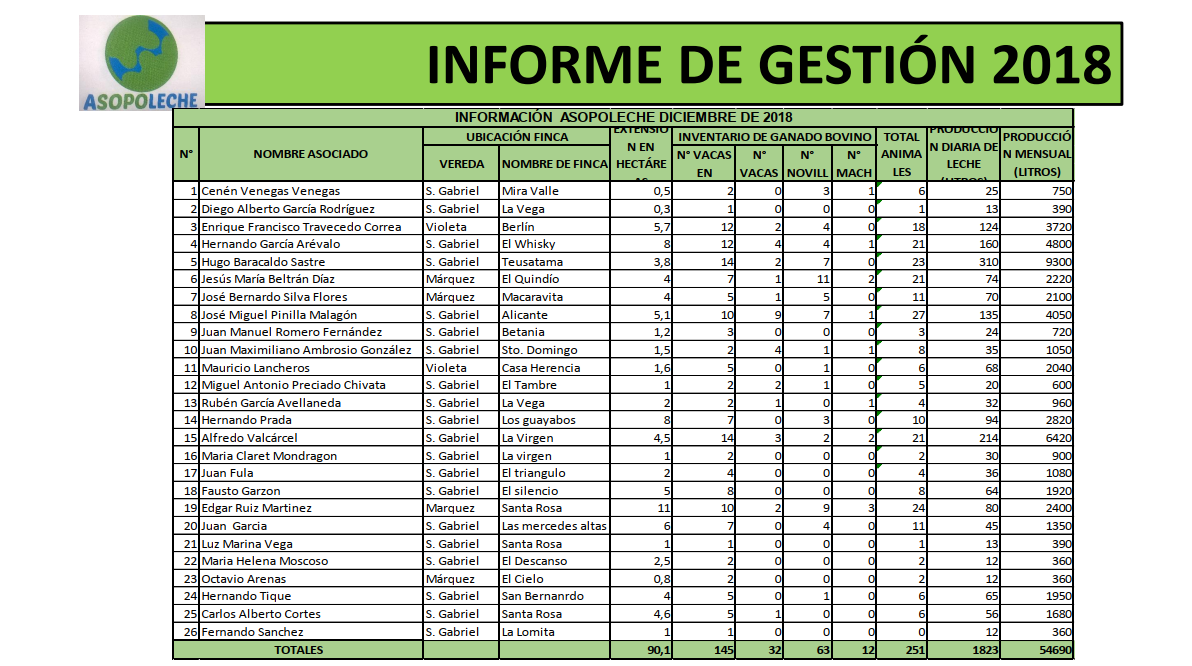 ASOPOLECHE
INFORME DE GESTIÓN 2018
INFORMACIÓN ASOPOLECHE DICIEMBRE DE 2018
N° NOMBRE ASOCIADO UBICACIÓN FINCA EXTENSIO N EN HECTÁRE AS INVENTARIO DE GANADO BOVINO TOTAL ANIMA LES PRODUCCIO N DIARIA DE LECHE (LITROS) PRODUCCIÓ N MENSUAL (LITROS)
VEREDA NOMBRE DE FINCA N° VACAS EN N° VACAS N° NOVILL N° MACH
1 Cenén Venegas Venegas S. Gabriel Mira Valle 0,5 2 0 3 1 6 25 750
2 Diego Alberto García Rodríguez S. Gabriel La Vega 0,3 1 0 0 0 1 13 390
3 Enrique Francisco Travecedo Correa Violeta Berlín 5,7 12 2 4 0 18 124 3720
4 Hernando García Arévalo S. Gabriel El Whisky 8 12 4 4 1 21 160 4800
5 Hugo Baracaldo Sastre S. Gabriel Teusatama 3,8 14 2 7 0 23 310 9300
6 Jesús María Beltrán Díaz Márquez El Quindío 4 7 1 11 2 21 74 2220
7 José Bernardo Silva Flores Márquez Macaravita 4 5 1 5 0 11 70 2100
8 José Miguel Pinilla Malagón S. Gabriel Alicante 5,1 10 9 7 1 27 135 4050
9 Juan Manuel Romero Fernández S. Gabriel Betania 1,2 3 0 0 0 3 24 720
10 Juan Maximiliano Ambrosio González S. Gabriel Sto. Domingo 1,5 2 4 1 1 8 35 1050
11 Mauricio Lancheros Violeta Casa Herencia 1,6 5 0 1 0 6 68 2040
12 Miguel Antonio Preciado Chivata S. Gabriel El Tambre 1 2 2 1 0 5 20 600
13 Rubén García Avellaneda S. Gabriel La Vega 2 2 1 0 1 4 32 960
14 Hernando Prada S. Gabriel Los guayabos 8 7 0 3 0 10 94 2820
15 Alfredo Valcárcel S. Gabriel La Virgen 4,5 14 3 2 2 21 214 6420
16 Maria Claret Mondragon S. Gabriel La virgen 1 2 0 0 0 2 30 900
17 Juan Fula S. Gabriel El triangulo 2 4 0 0 0 4 36 1080
18 Fausto Garzon S. Gabriel El silencio 5 8 0 0 0 8 64 1920
19 Edgar Ruiz Martinez Marquez Santa Rosa 11 10 2 9 3 24 80 2400
20 Juan Garcia S. Gabriel Las mercedes altas 6 7 0 4 0 11 45 1350
21 Luz Marina Vega S. Gabriel Santa Rosa 1 1 0 0 0 1 13 390
22 Maria Helena Moscoso S. Gabriel El Descanso 2,5 2 0 0 0 2 12 360
23 Octavio Arenas Márquez El Cielo 0,8 2 0 0 0 2 12 360
24 Hernando Tique S. Gabriel San Bernanrdo 4 5 0 1 0 6 65 1950
25 Carlos Alberto Cortes S. Gabriel Santa Rosa 4,6 5 1 0 0 6 56 1680
26 Fernando Sanchez S. Gabriel La Lomita 1 1 0 0 0 0 12 360
TOTALES 90,1 145 32 63 12 251 1823 54690